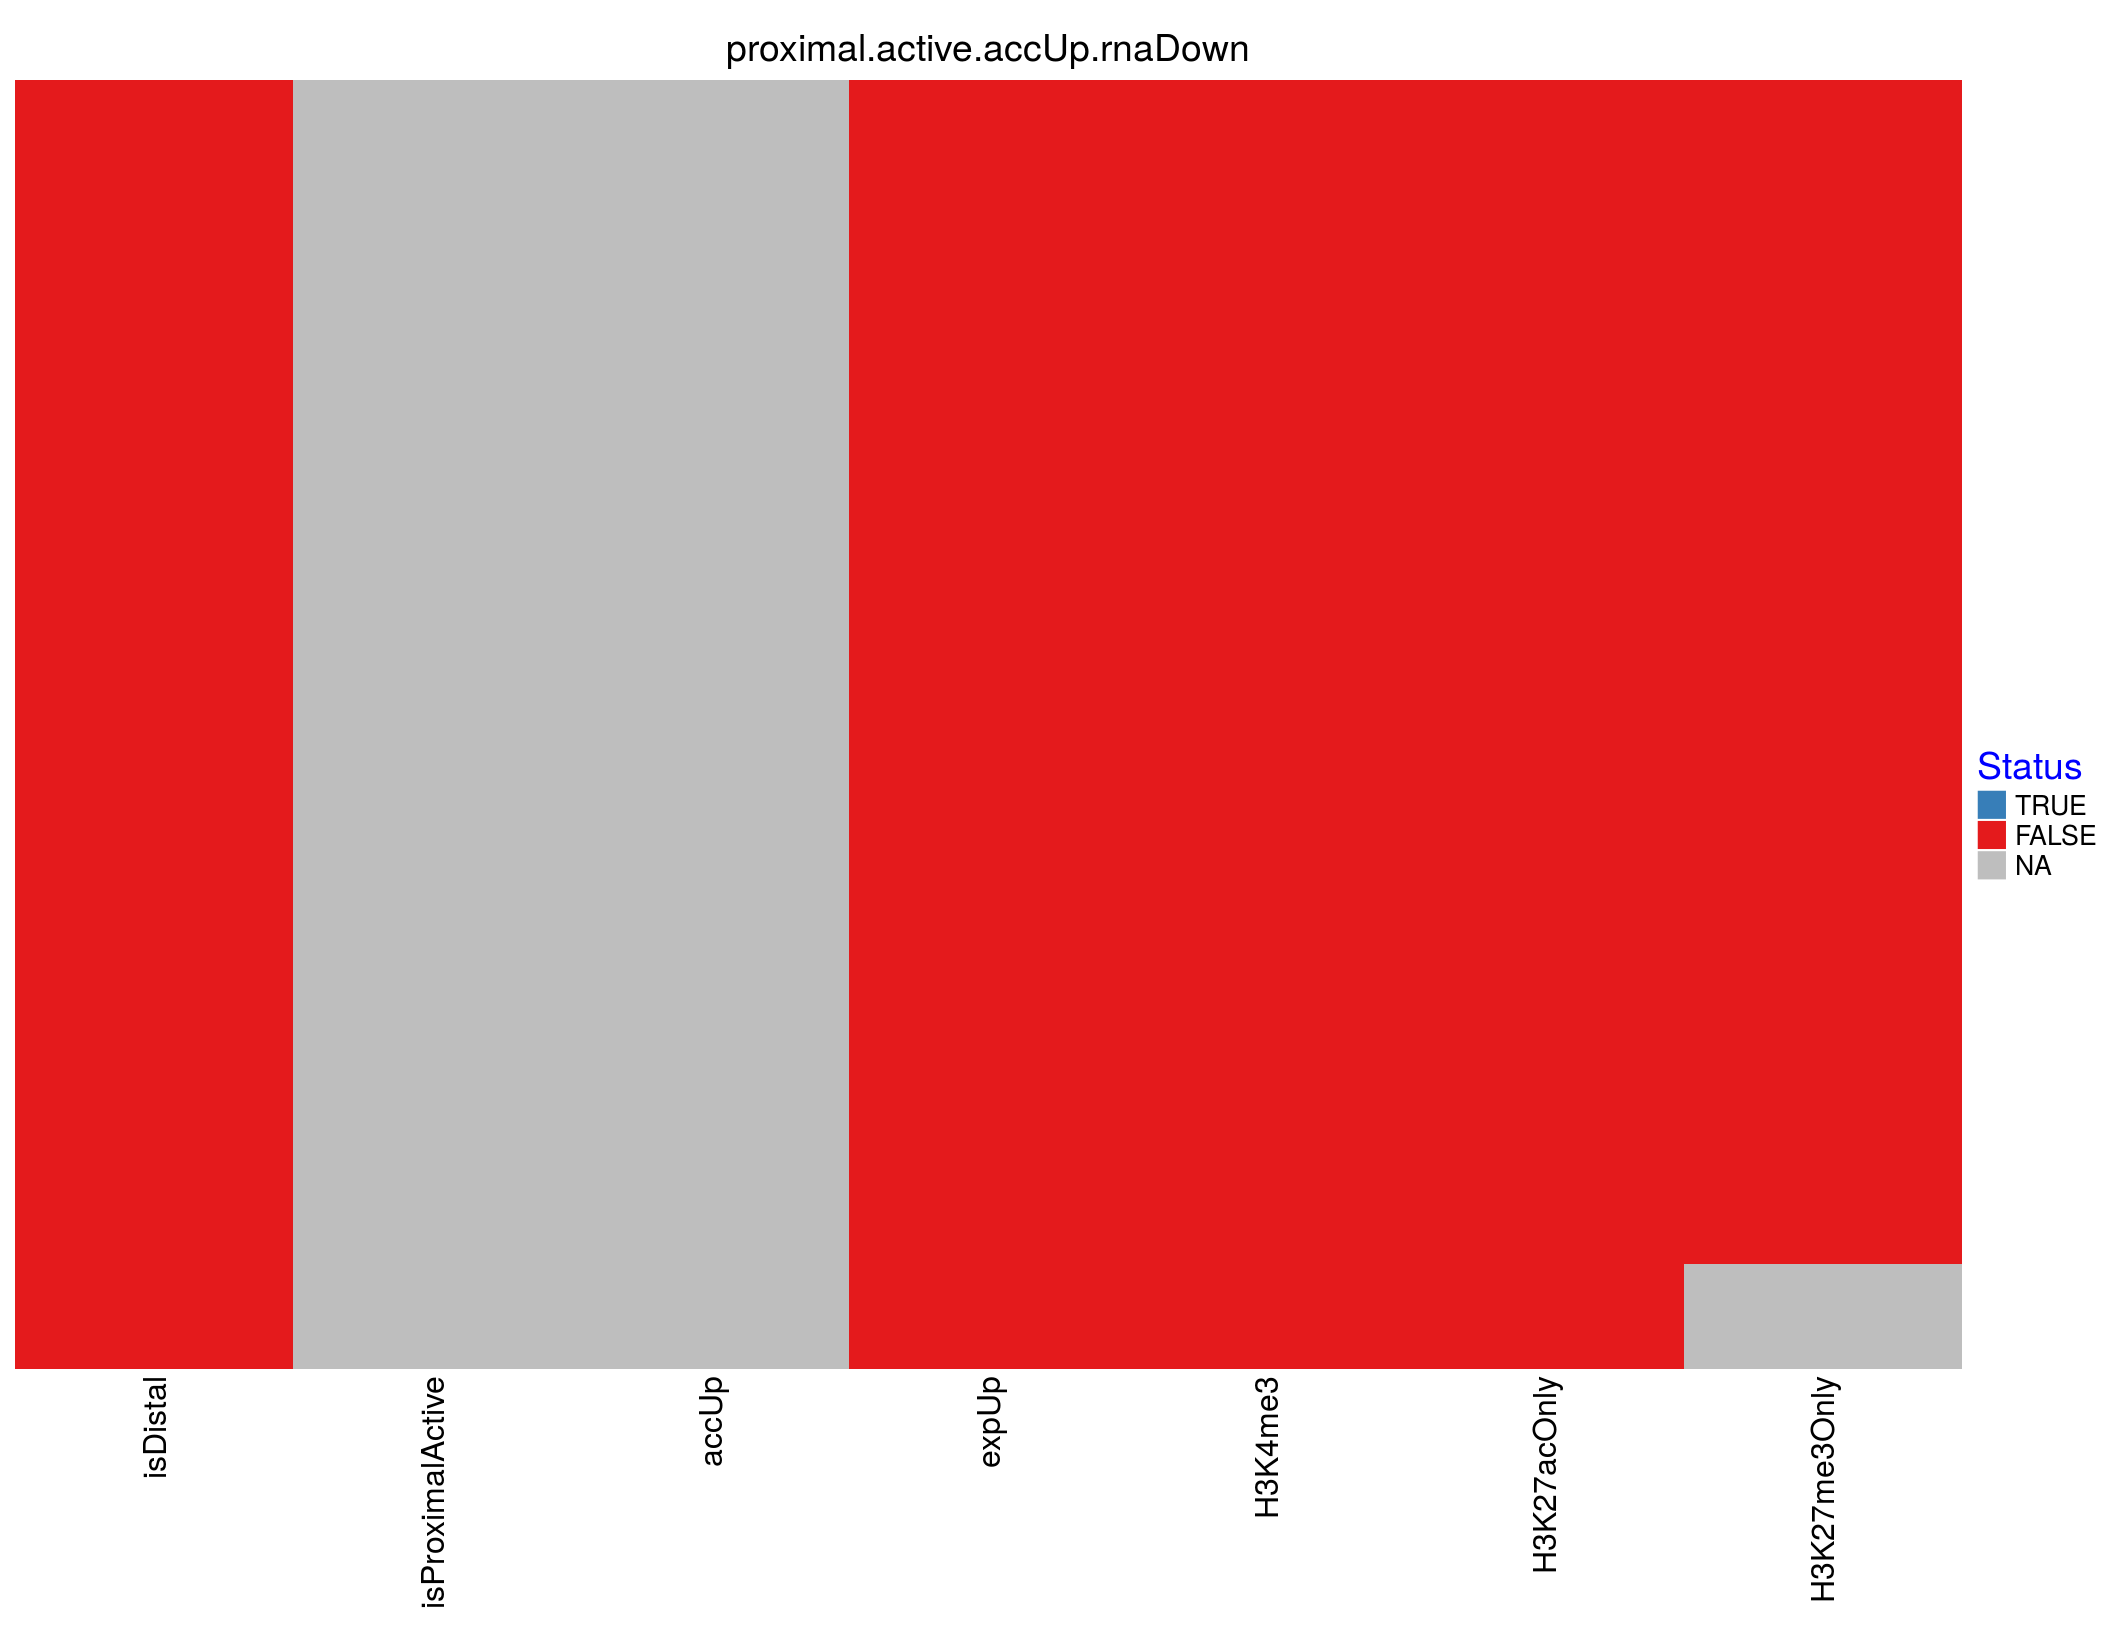 proximal.active.accUp.rnaDown
Status
TRUE
FALSE
NA
isDistal
isProximalActive
accUp
expUp
H3K4me3
H3K27acOnly
H3K27me3Only